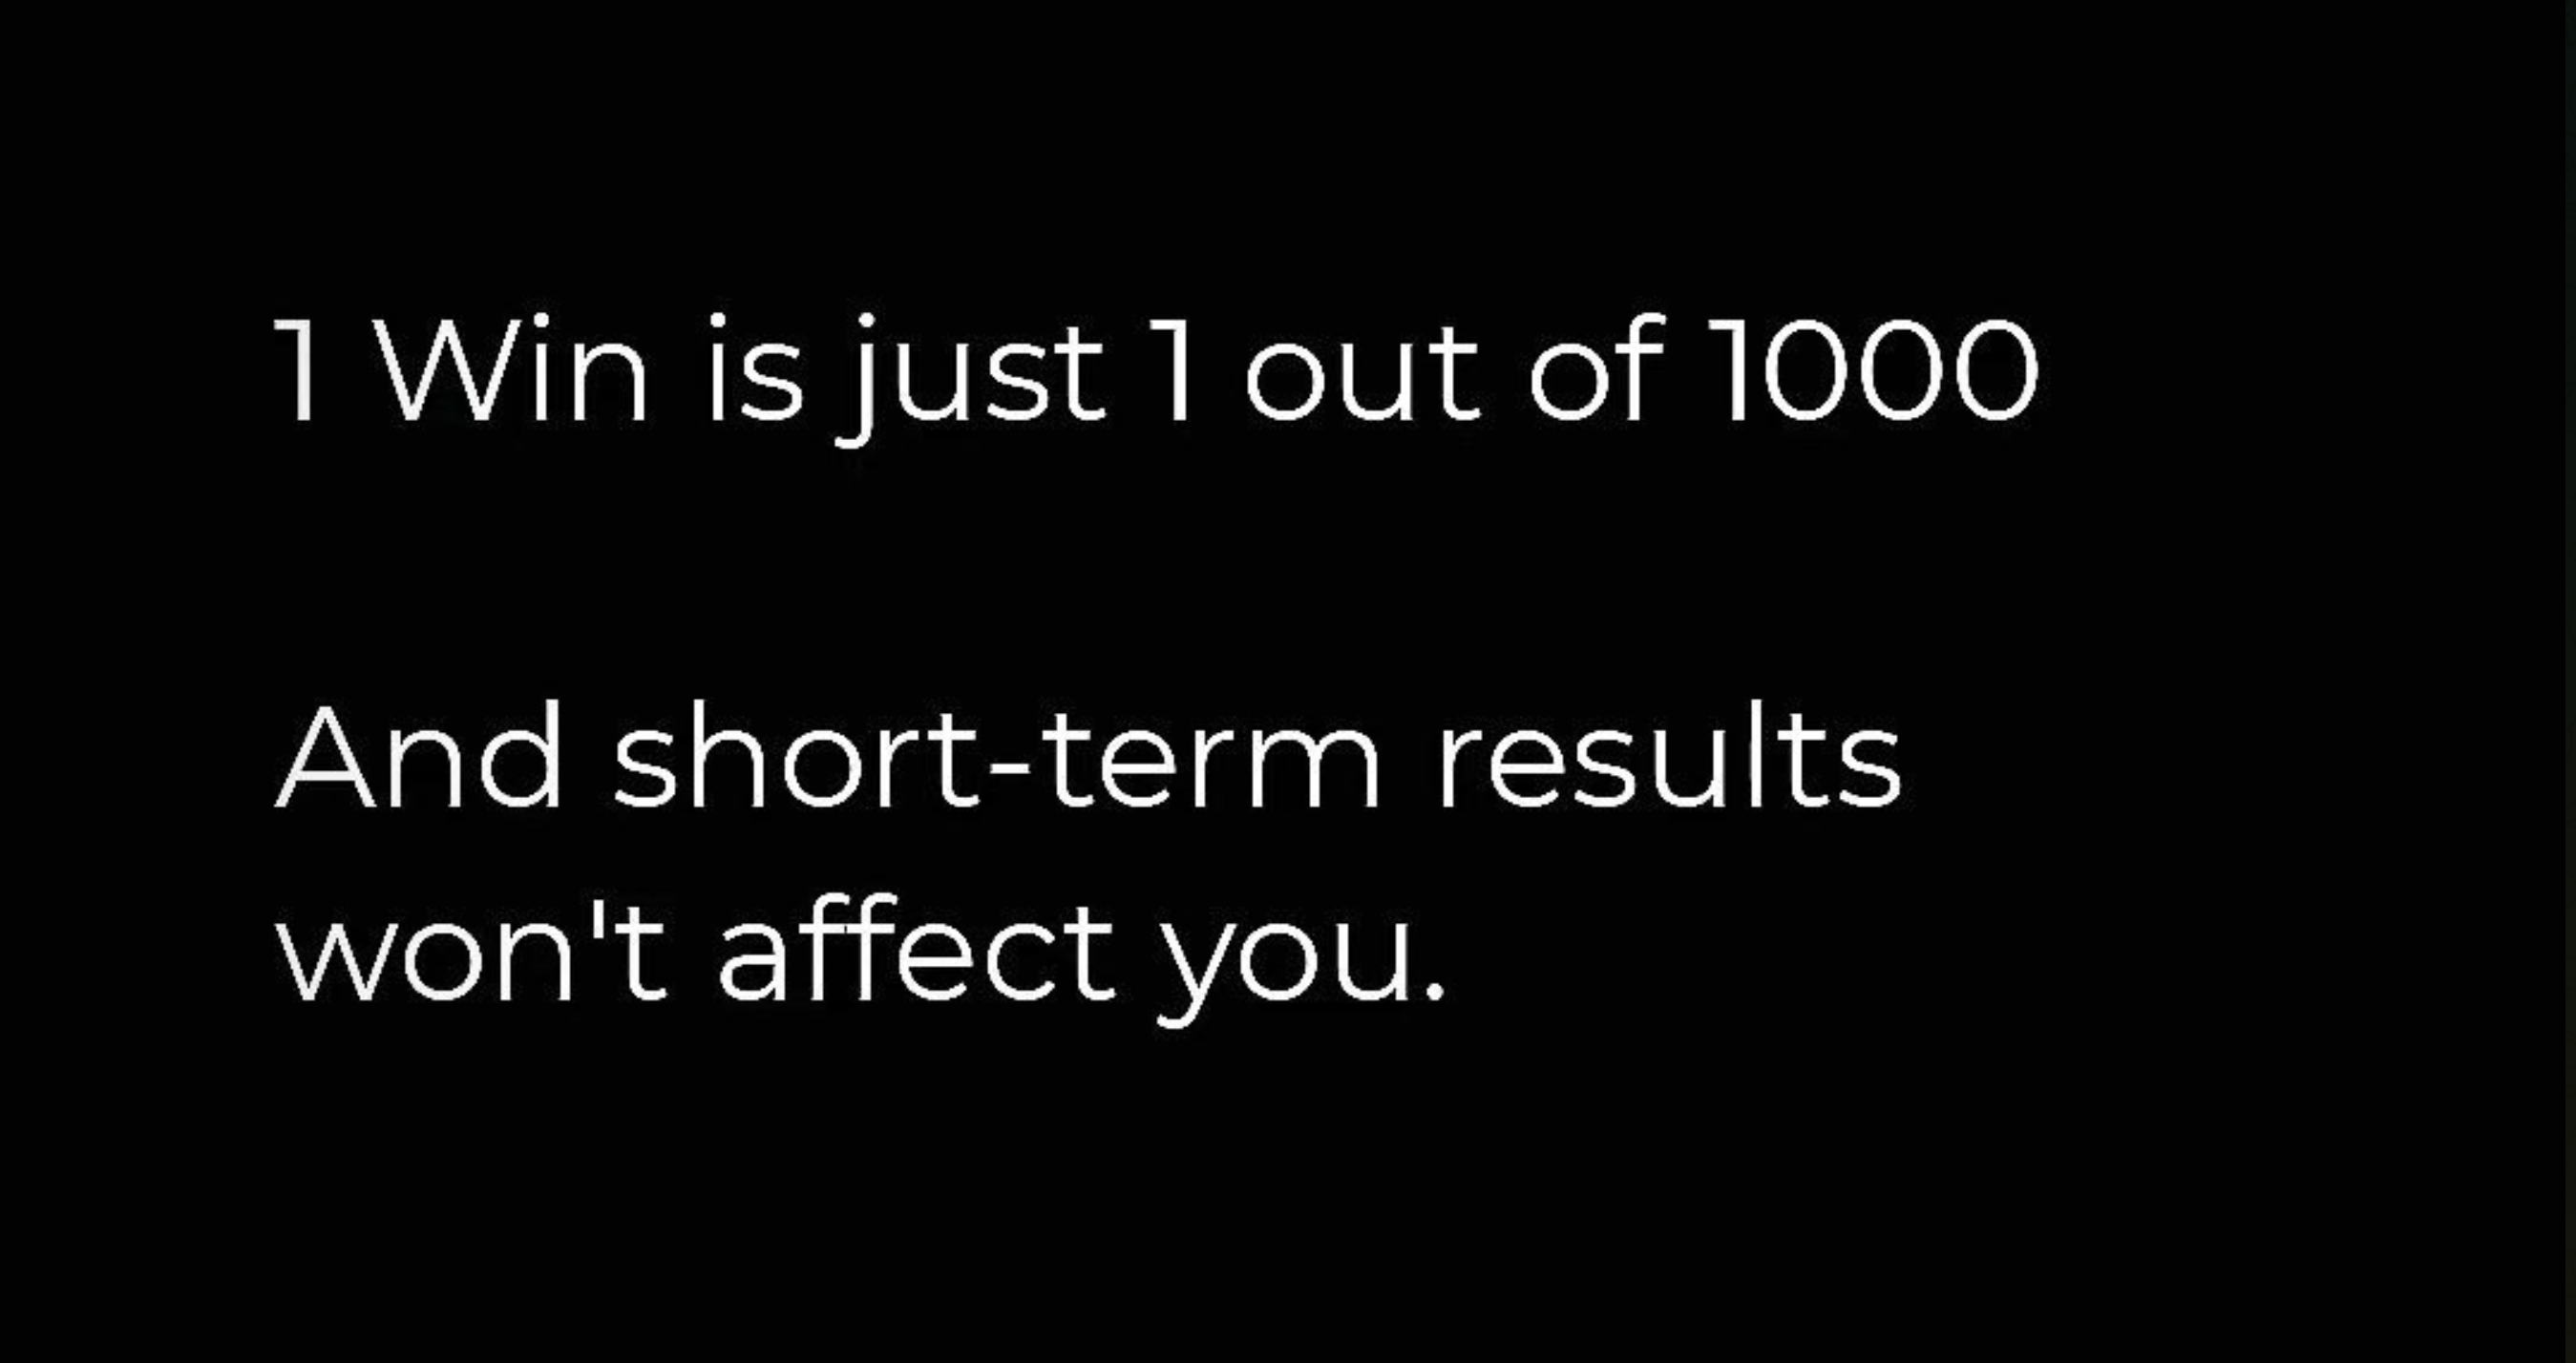 1 Win is just 1 out of 1000
And short-term results
won't affect you.